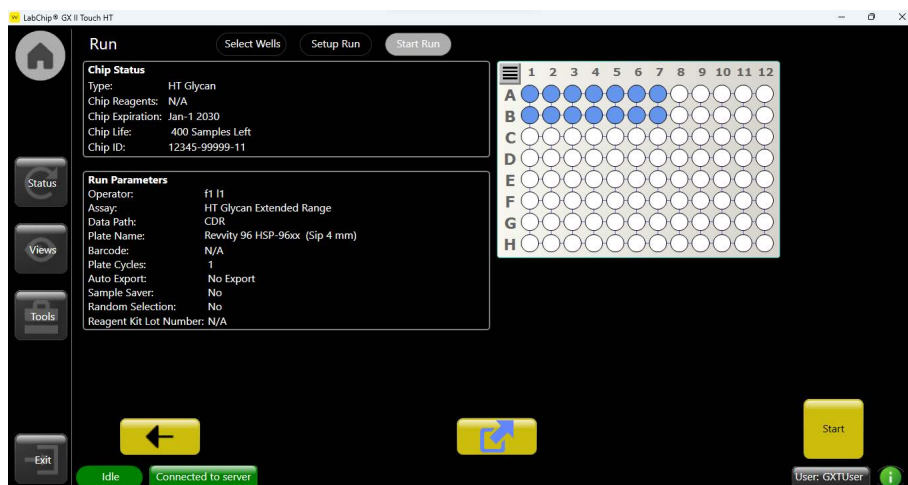 LabChip® GX II Touch HT
Run
Select Wells
Setup Run
Start Run
Chip Status
Type: HT Glycan
Chip Reagents: N/A
Chip Expiration: Jan-1 2030
Chip Life: 400 Samples Left
Chip ID: 12345-99999-11
Run Parameters
Operator: f1 l1
Assay: HT Glycan Extended Range
Data Path: CDR
Plate Name: Revvity 96 HSP-96xx (Sip 4 mm)
Barcode: N/A
Plate Cycles: 1
Auto Export: No Export
Sample Saver: No
Random Selection: No
Reagent Kit Lot Number: N/A
1 2 3 4 5 6 7 8 9 10 11 12
A
B
C
D
E
F
G
H
Status
Views
Tools
Exit
Start
Idle
Connected to server
User: GXTUser
i